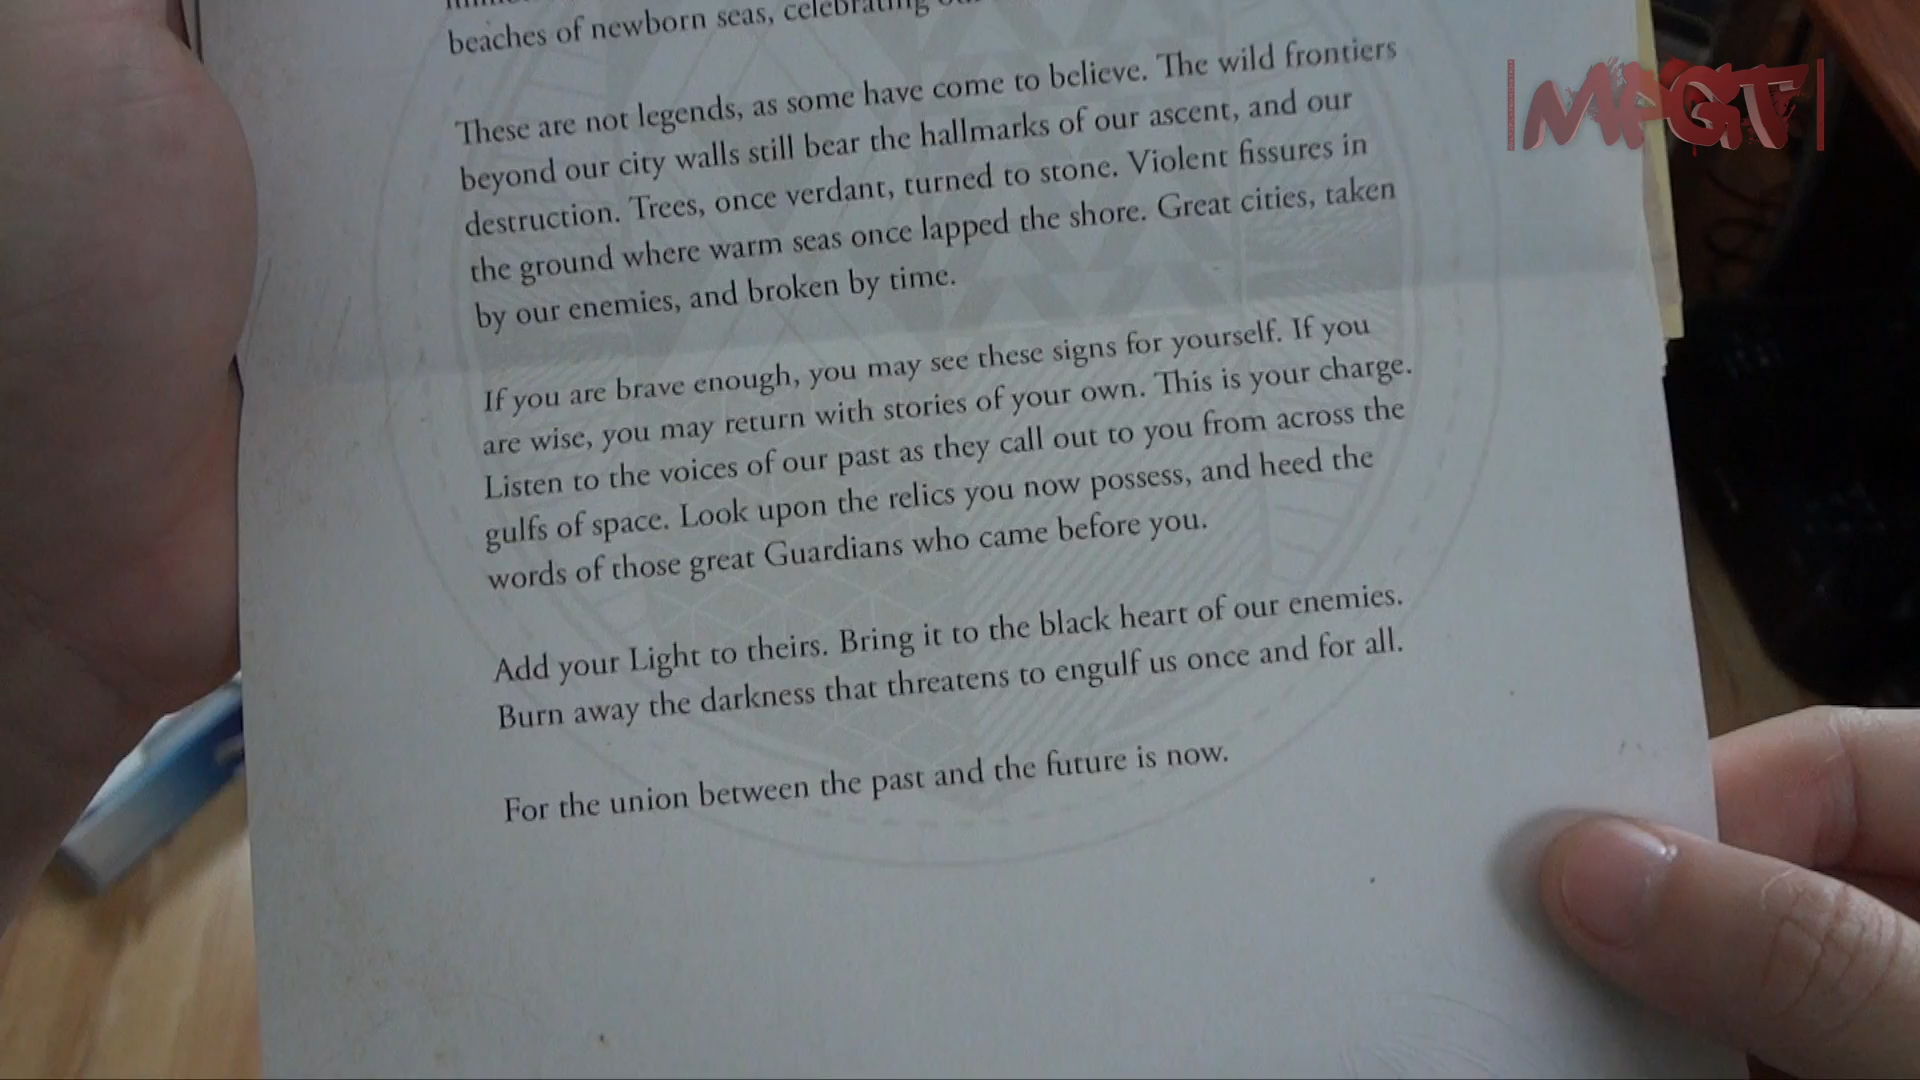 beaches of newborn seas, celebrating
These are not legends, as some have come to believe. The wild frontiers
beyond our city walls still bear the hallmarks of our ascent, and our
destruction. Trees, once verdant, turned to stone. Violent fissures in
the ground where warm seas once lapped the shore. Great cities, taken
by our enemies, and broken by time.
If you are brave enough, you may see these signs for yourself. If you
are wise, you may return with stories of your own. This is your charge.
Listen to the voices of our past as they call out to you from across the
gulfs of space. Look upon the relics you now possess, and heed the
words of those great Guardians who came before you.
Add your Light to theirs. Bring it to the black heart of our enemies.
Burn away the darkness that threatens to engulf us once and for all.
For the union between the past and the future is now.